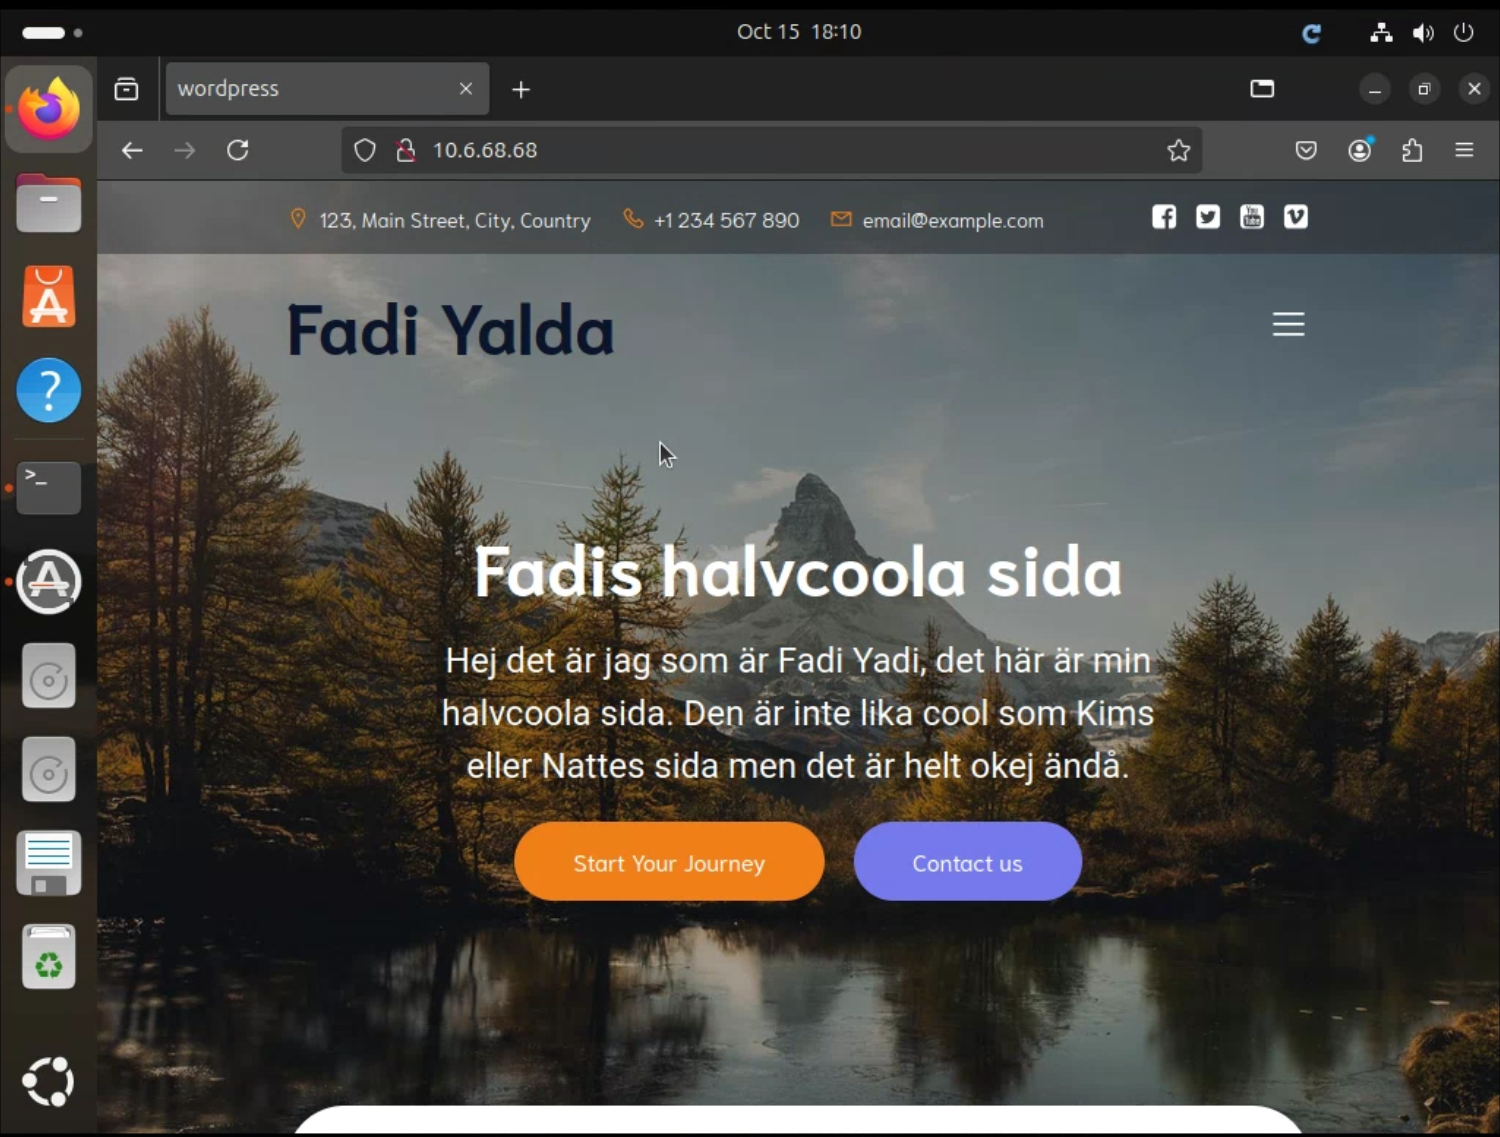 Oct 15 18:10
wordpress
10.6.68.68
123, Main Street, City, Country
+1 234 567 890
email@example.com
You
Tube
Fadi Yalda
Fadis halvcoola sida
Hej det är jag som är Fadi Yadi, det här är min
halvcoola sida. Den är inte lika cool som Kims
eller Nattes sida men det är helt okej ändå.
Start Your Journey
Contact us